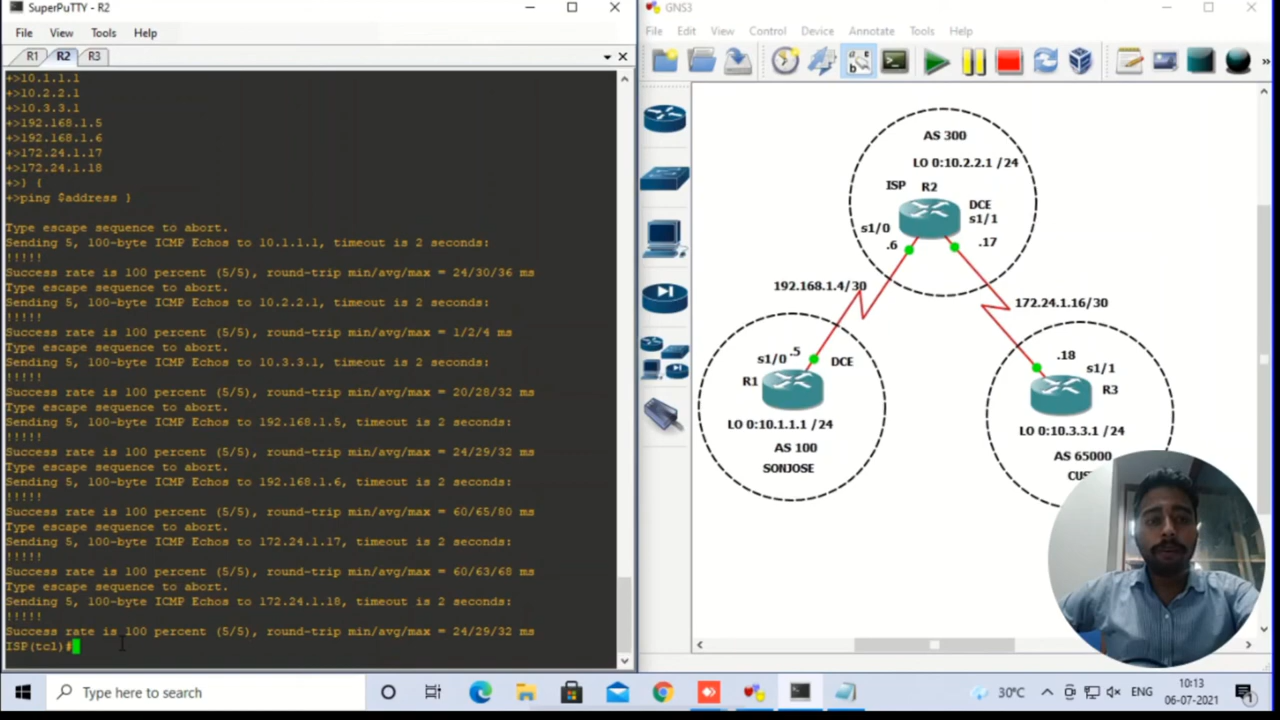 SuperPuTTY - R2
File View Tools Help
R1 R2 R3
+>10.1.1.1
+>10.2.2.1
+>10.3.3.1
+>192.168.1.5
+>192.168.1.6
+>172.24.1.17
+>172.24.1.18
+>} {
+>ping $address }
Type escape sequence to abort.
Sending 5, 100-byte ICMP Echos to 10.1.1.1, timeout is 2 seconds:
!!!!!
Success rate is 100 percent (5/5), round-trip min/avg/max = 24/30/36 ms
Type escape sequence to abort.
Sending 5, 100-byte ICMP Echos to 10.2.2.1, timeout is 2 seconds:
!!!!!
Success rate is 100 percent (5/5), round-trip min/avg/max = 1/2/4 ms
Type escape sequence to abort.
Sending 5, 100-byte ICMP Echos to 10.3.3.1, timeout is 2 seconds:
!!!!!
Success rate is 100 percent (5/5), round-trip min/avg/max = 20/28/32 ms
Type escape sequence to abort.
Sending 5, 100-byte ICMP Echos to 192.168.1.5, timeout is 2 seconds:
!!!!!
Success rate is 100 percent (5/5), round-trip min/avg/max = 24/29/32 ms
Type escape sequence to abort.
Sending 5, 100-byte ICMP Echos to 192.168.1.6, timeout is 2 seconds:
!!!!!
Success rate is 100 percent (5/5), round-trip min/avg/max = 60/65/80 ms
Type escape sequence to abort.
Sending 5, 100-byte ICMP Echos to 172.24.1.17, timeout is 2 seconds:
!!!!!
Success rate is 100 percent (5/5), round-trip min/avg/max = 60/63/68 ms
Type escape sequence to abort.
Sending 5, 100-byte ICMP Echos to 172.24.1.18, timeout is 2 seconds:
!!!!!
Success rate is 100 percent (5/5), round-trip min/avg/max = 24/29/32 ms
ISP(tcl)#
GNS3
File Edit View Control Device Annotate Tools Help
AS 300
LO 0:10.2.2.1 /24
ISP R2
DCE
s1/1
s1/0
.6
.17
192.168.1.4/30
172.24.1.16/30
s1/0 .5
DCE
R1
LO 0:10.1.1.1 /24
AS 100
SONJOSE
.18
s1/1
R3
LO 0:10.3.3.1 /24
AS 65000
Type here to search
30°C
ENG
10:13
06-07-2021